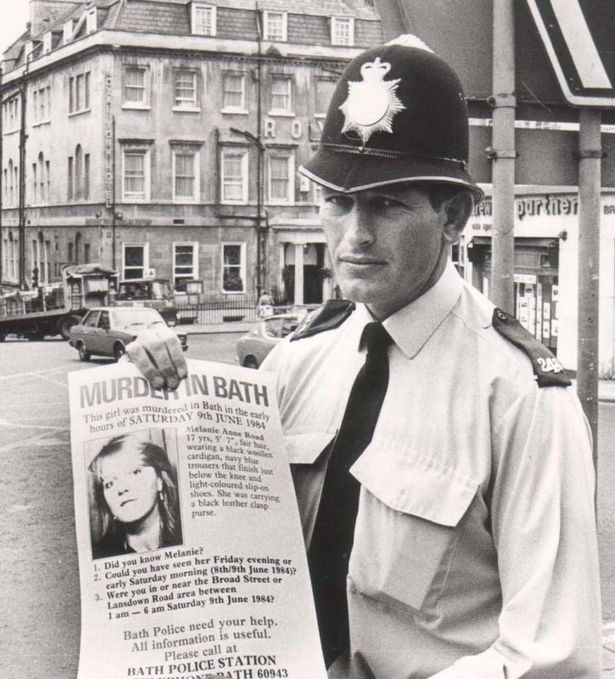 MURDER IN BATH
This girl was murdered in Bath in the early
hours of SATURDAY 9th JUNE 1984
Melanie Anne Road
17 yrs, 5' 7", fair hair,
wearing a black woollen
cardigan, navy blue
trousers that finish just
below the knee and
light-coloured slip-on
shoes. She was carrying
a black leather clasp
purse.
1. Did you know Melanie?
2. Could you have seen her Friday evening or
early Saturday morning (8th/9th June 1984)?
3. Were you in or near the Broad Street or
Lansdown Road area between
1 am — 6 am Saturday 9th June 1984?
Bath Police need your help.
All information is useful.
Please call at
BATH POLICE STATION
TELEPHONE BATH 60943